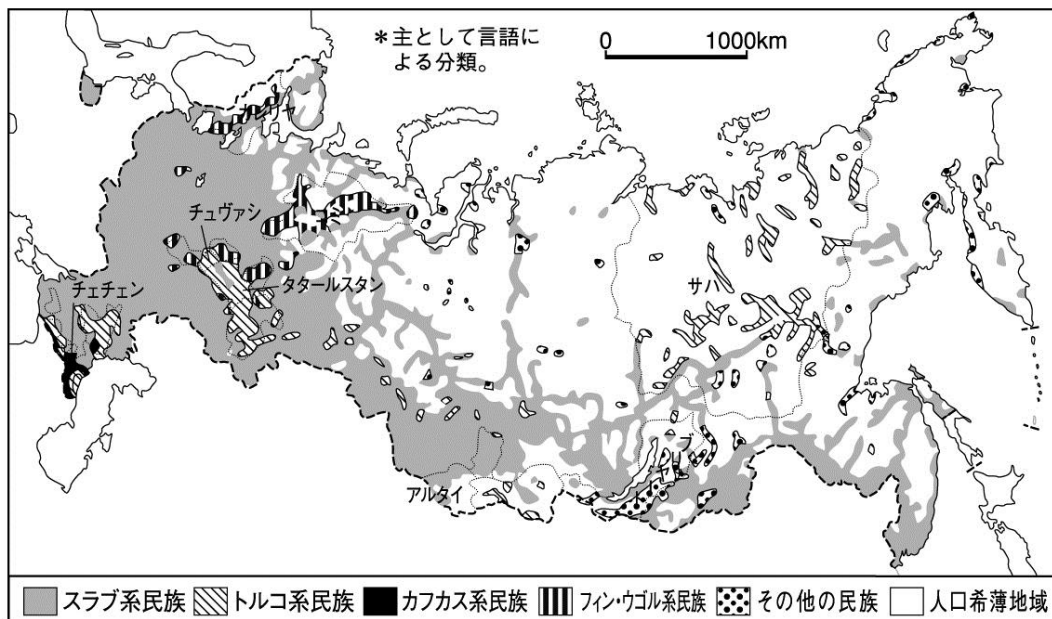 *主として言語に
よる分類。
0 1000km
カレリヤ
コミ
チュヴァシ
タタールスタン
チェチェン
サハ
ブリヤート
アルタイ
スラブ系民族 トルコ系民族 カフカス系民族 フィン・ウゴル系民族 その他の民族 人口希薄地域